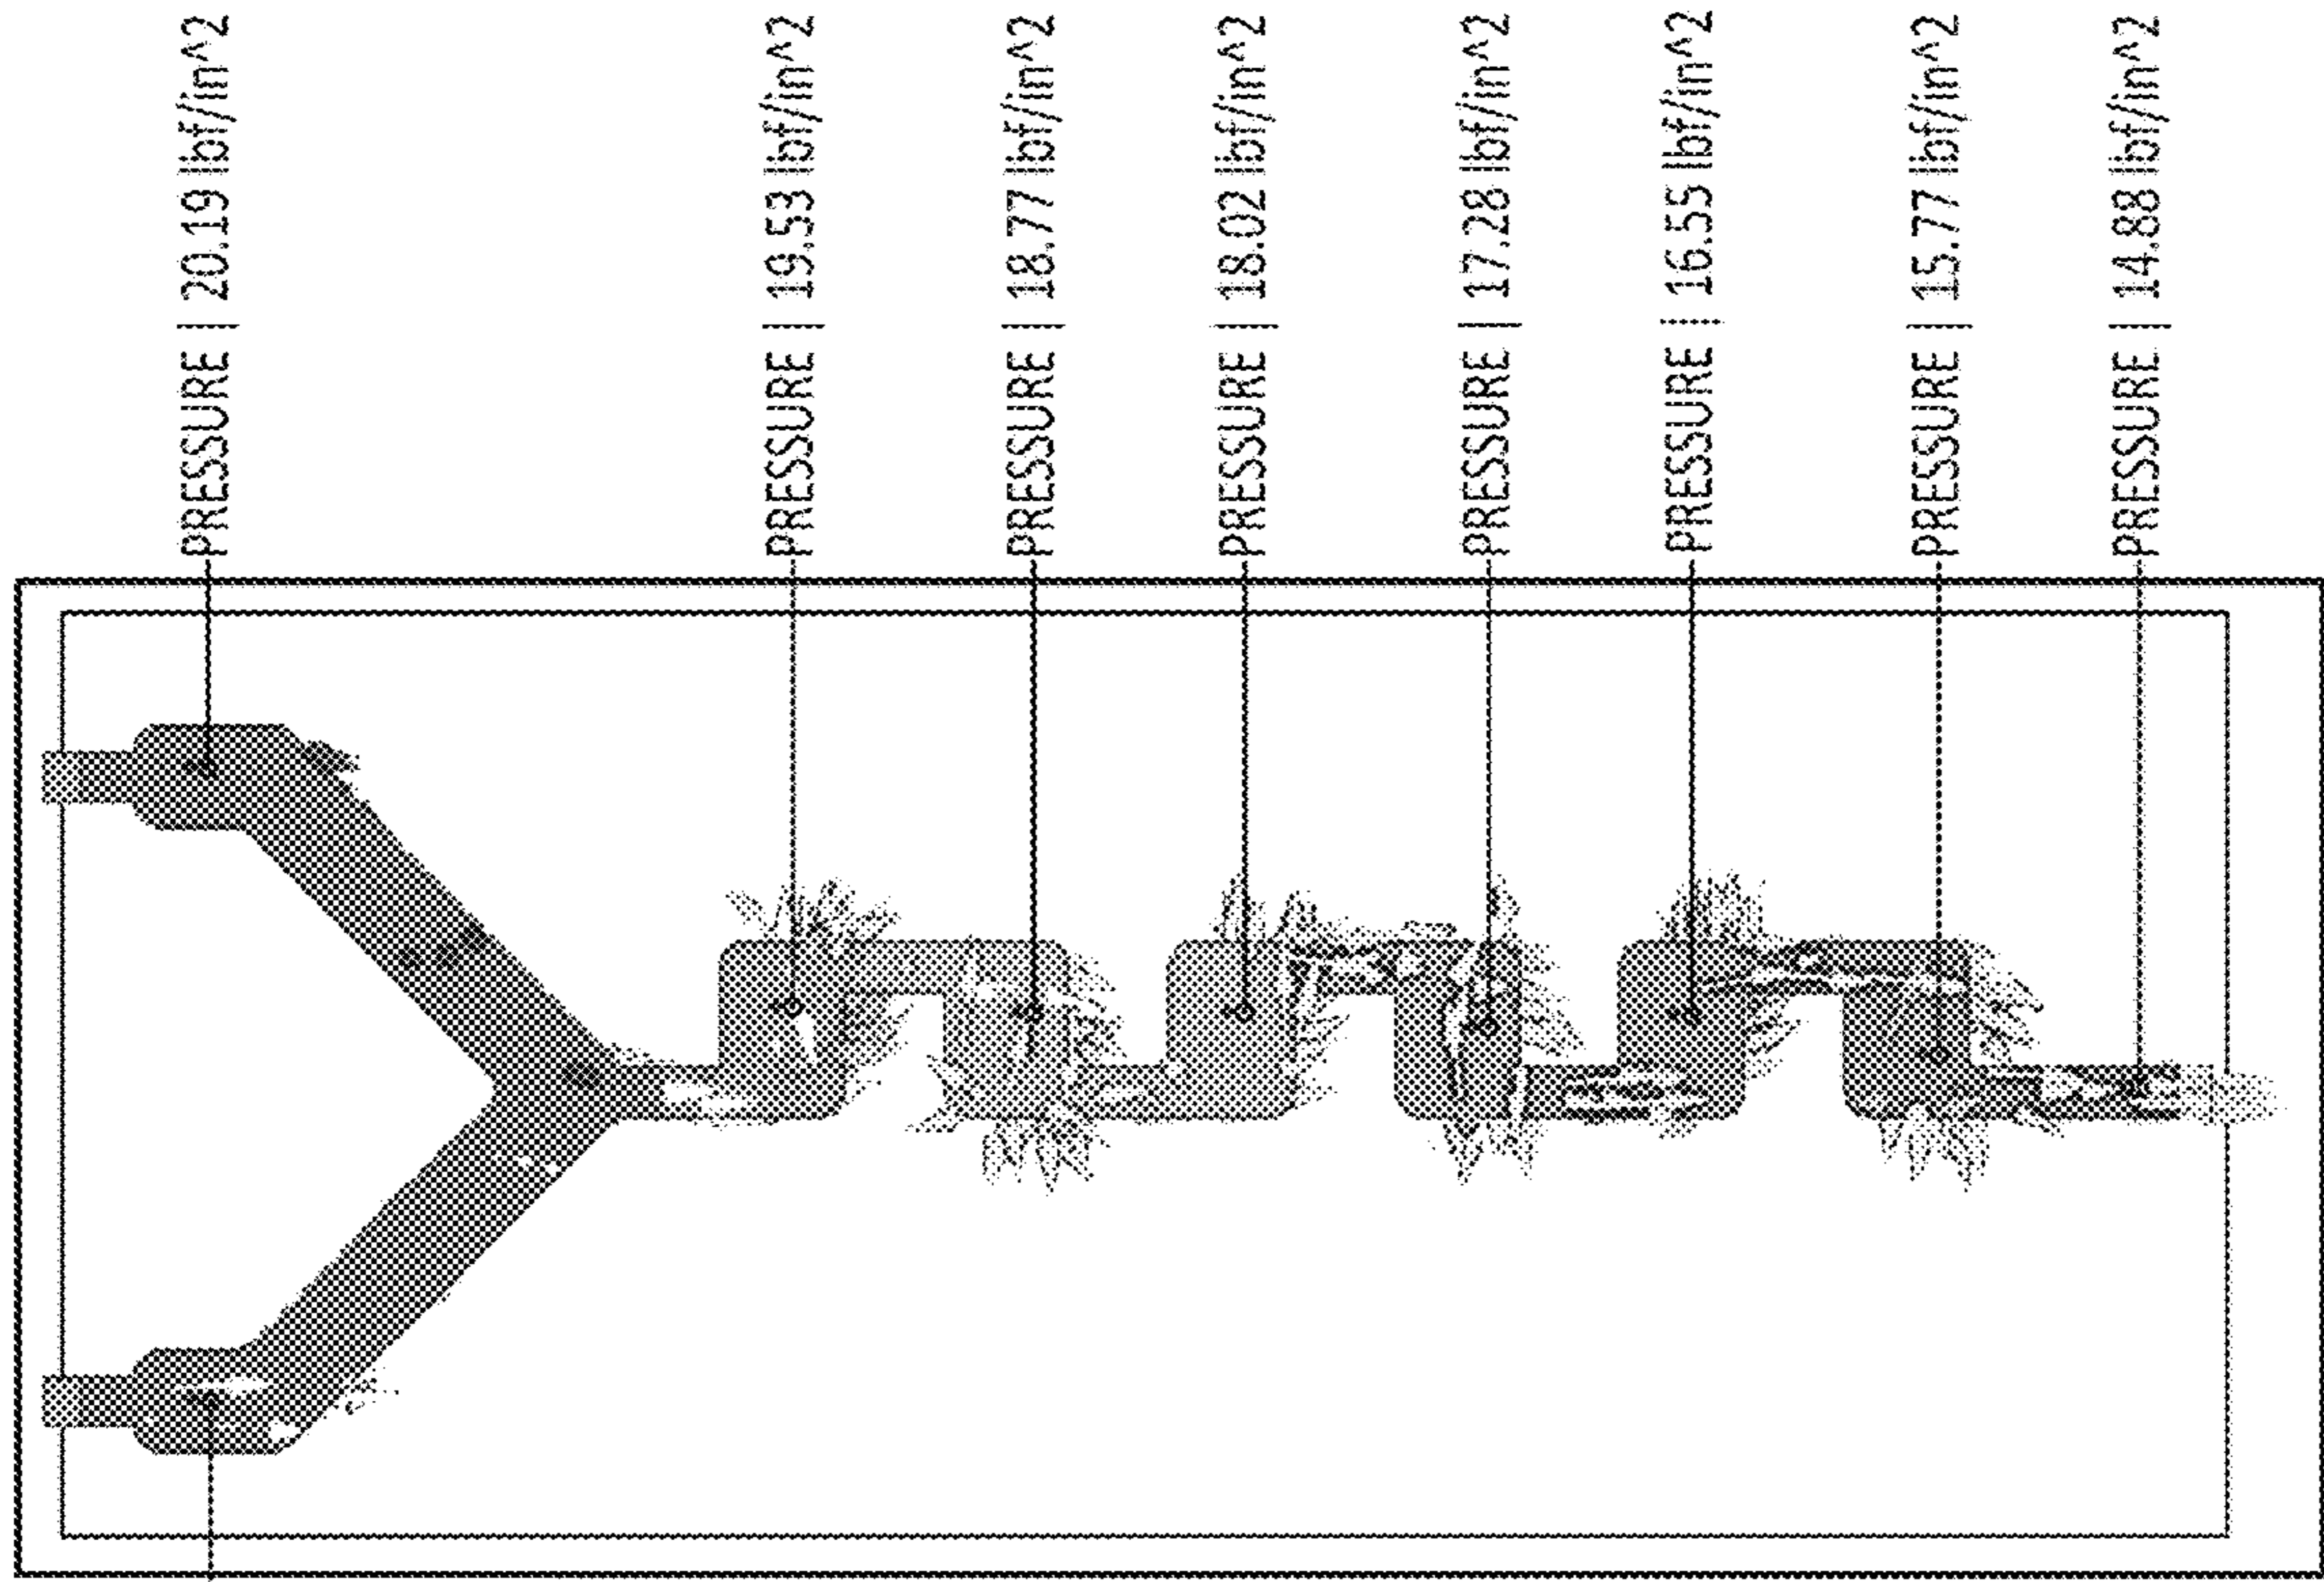 PRESSURE | 20.19 lbf/in^2
PRESSURE | 19.53 lbf/in^2
PRESSURE | 18.77 lbf/in^2
PRESSURE | 18.02 lbf/in^2
PRESSURE | 17.28 lbf/in^2
PRESSURE | 16.55 lbf/in^2
PRESSURE | 15.77 lbf/in^2
PRESSURE | 14.88 lbf/in^2